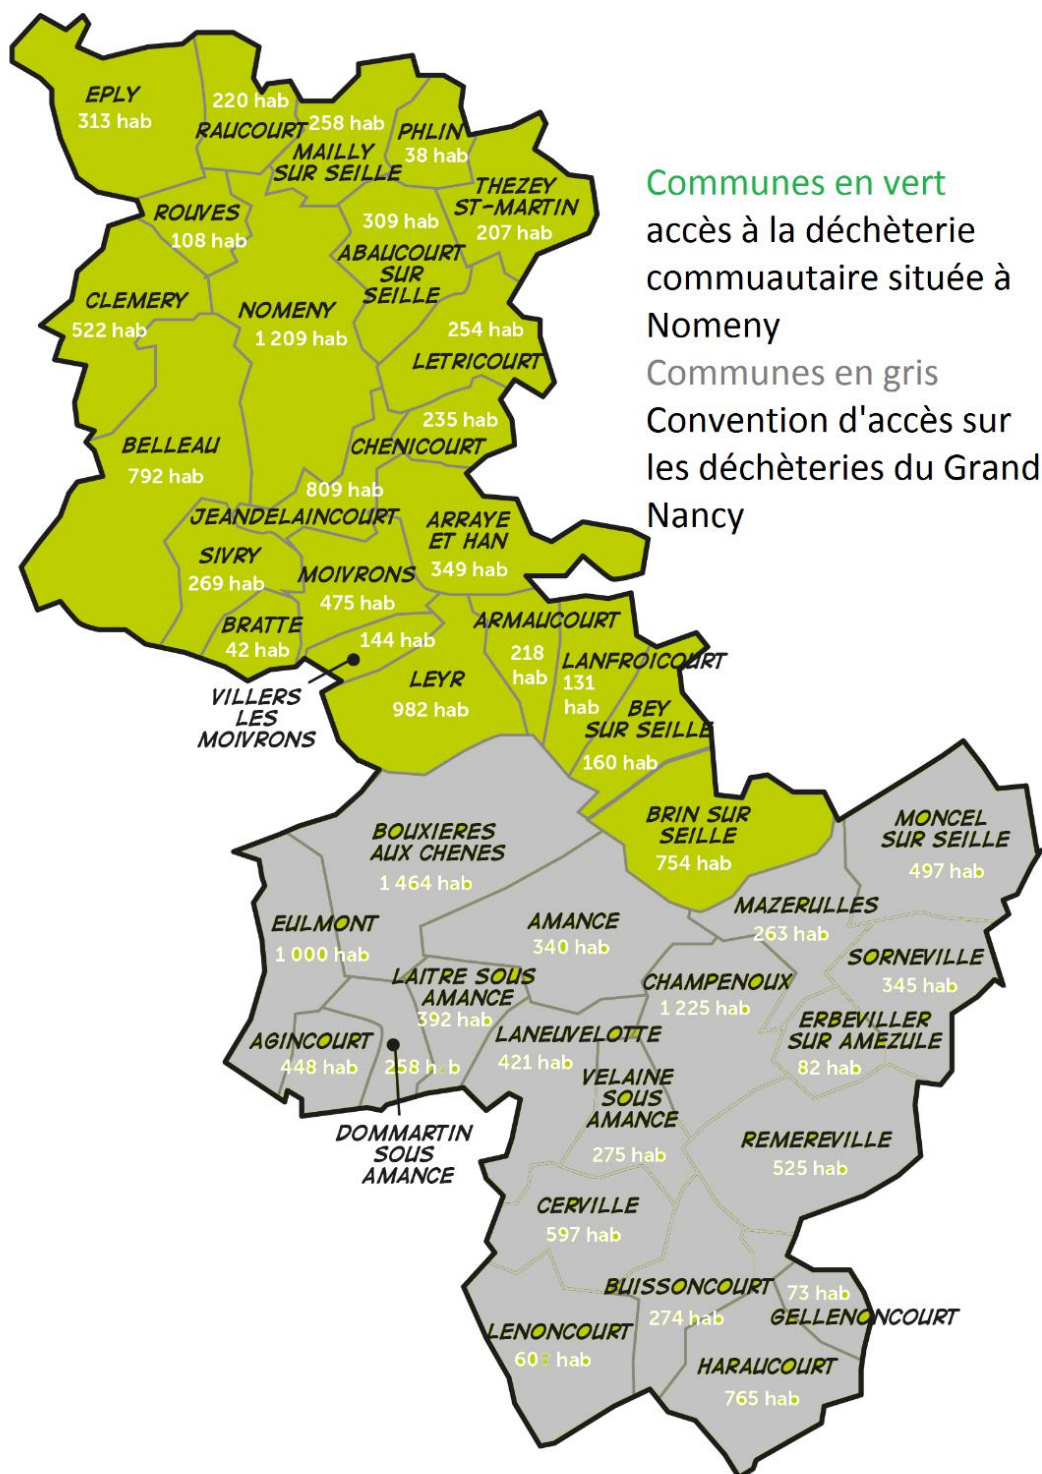 EPLY
313 hab
220 hab
RAUCOURT
258 hab
MAILLY
SUR SEILLE
PHLIN
38 hab
THEZEY
ST-MARTIN
207 hab
ROUVES
108 hab
309 hab
ABAUCOURT
SUR
SEILLE
CLEMERY
522 hab
NOMENY
1 209 hab
254 hab
LETRICOURT
235 hab
CHENICOURT
BELLEAU
792 hab
809 hab
JEANDELAINCOURT
ARRAYE
ET HAN
349 hab
SIVRY
269 hab
MOIVRONS
475 hab
BRATTE
42 hab
144 hab
VILLERS
LES
MOIVRONS
LEYR
982 hab
ARMAUCOURT
218
hab
LANFROICOURT
131
hab
BEY
SUR SEILLE
160 hab
BRIN SUR
SEILLE
754 hab
Communes en vert
accès à la déchèterie
commuautaire située à
Nomeny
Communes en gris
Convention d'accès sur
les déchèteries du Grand
Nancy
BOUXIERES
AUX CHENES
1 464 hab
MONCEL
SUR SEILLE
497 hab
EULMONT
1 000 hab
AMANCE
340 hab
MAZERULLES
263 hab
SORNEVILLE
345 hab
LAITRE SOUS
AMANCE
392 hab
CHAMPENOUX
1 225 hab
ERBEVILLER
SUR AMEZULE
82 hab
AGINCOURT
448 hab
hab
DOMMARTIN
SOUS
AMANCE
LANEUVELOTTE
421 hab
VELAINE
SOUS
AMANCE
275 hab
REMEREVILLE
525 hab
CERVILLE
597 hab
BUISSONCOURT
274 hab
73 hab
GELLENONCOURT
LENONCOURT
hab
HARAUCOURT
765 hab